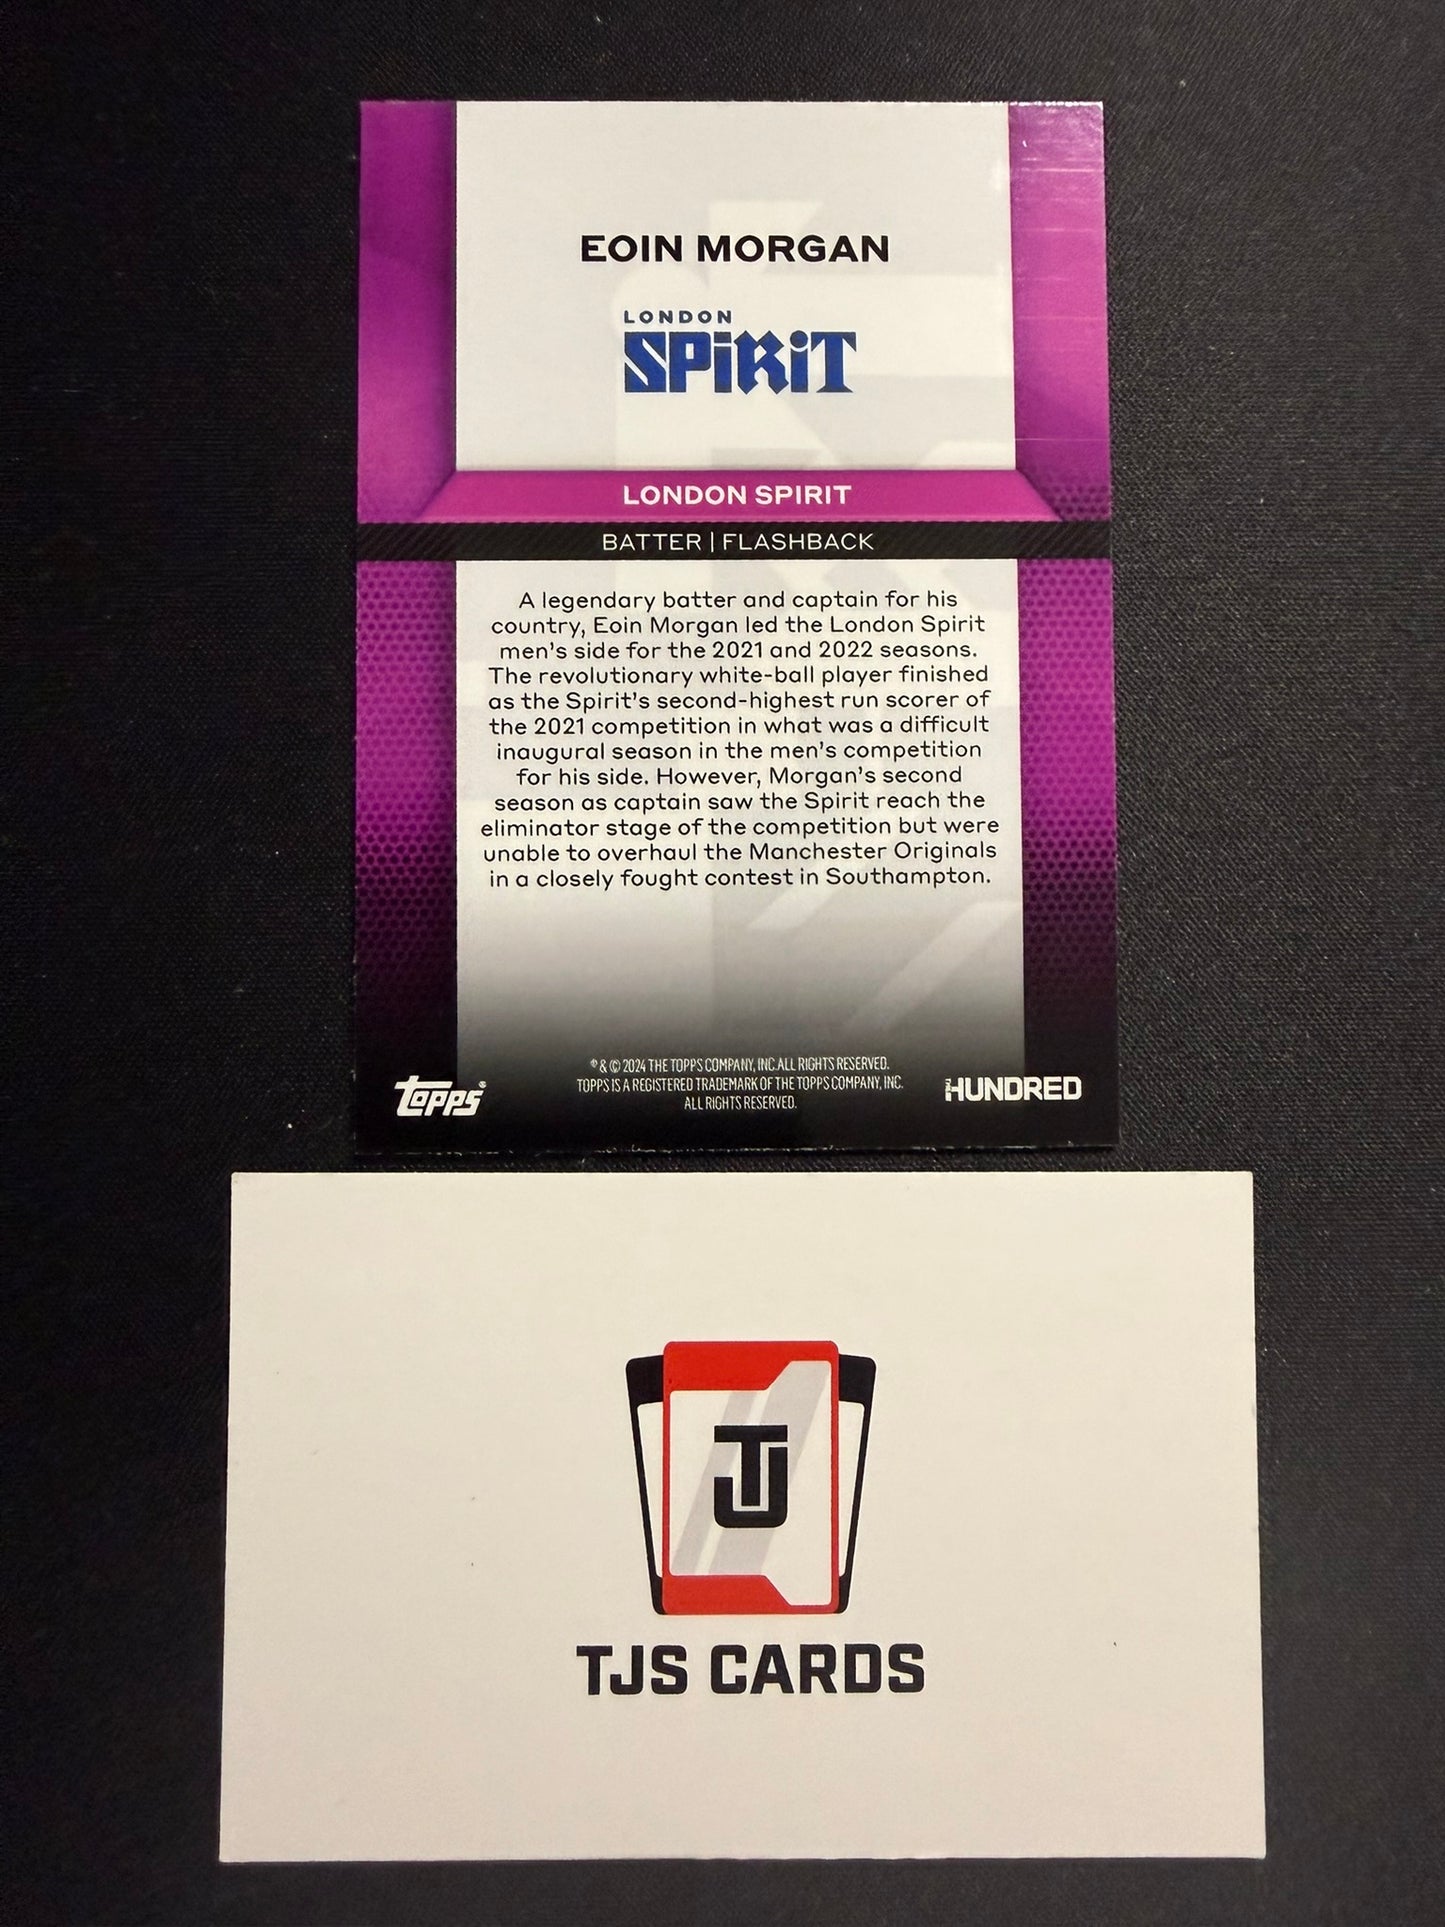 EOIN MORGAN
LONDON
SPiRiT
LONDON SPIRIT
BATTER | FLASHBACK
A legendary batter and captain for his
country, Eoin Morgan led the London Spirit
men's side for the 2021 and 2022 seasons.
The revolutionary white-ball player finished
as the Spirit's second-highest run scorer of
the 2021 competition in what was a difficult
inaugural season in the men's competition
for his side. However, Morgan's second
season as captain saw the Spirit reach the
eliminator stage of the competition but were
unable to overhaul the Manchester Originals
in a closely fought contest in Southampton.
® & © 2024 THE TOPPS COMPANY, INC. ALL RIGHTS RESERVED.
TOPPS IS A REGISTERED TRADEMARK OF THE TOPPS COMPANY, INC.
ALL RIGHTS RESERVED.
topps®
THE HUNDRED
TJ
TJS CARDS